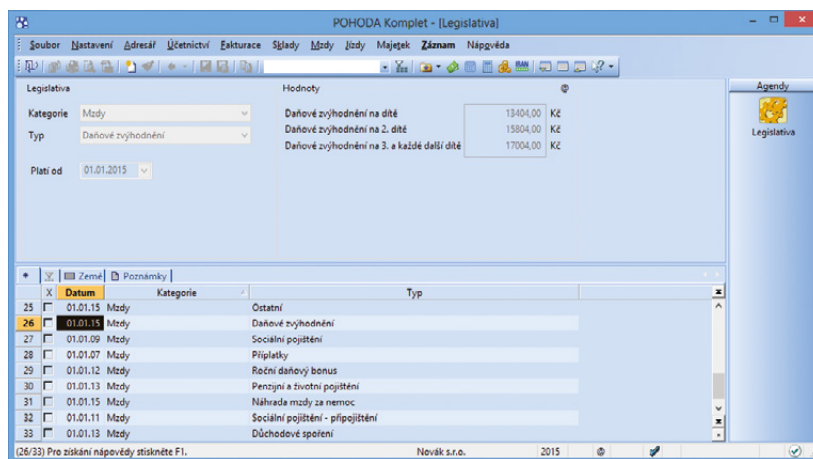 POHODA Komplet - [Legislativa]
Soubor Nastavení Adresář Účetnictví Fakturace Sklady Mzdy Jízdy Majetek Záznam Nápověda
Legislativa Hodnoty @ Agendy
Kategorie Mzdy Daňové zvýhodnění na dítě 13404,00 Kč
Typ Daňové zvýhodnění Daňové zvýhodnění na 2. dítě 15804,00 Kč Legislativa
Daňové zvýhodnění na 3. a každé další dítě 17004,00 Kč
Platí od 01.01.2015
* Země Poznámky
X Datum Kategorie Typ
25 01.01.15 Mzdy Ostatní
26 01.01.15 Mzdy Daňové zvýhodnění
27 01.01.09 Mzdy Sociální pojištění
28 01.01.07 Mzdy Příplatky
29 01.01.12 Mzdy Roční daňový bonus
30 01.01.13 Mzdy Penzijní a životní pojištění
31 01.01.15 Mzdy Náhrada mzdy za nemoc
32 01.01.11 Mzdy Sociální pojištění - připojištění
33 01.01.13 Mzdy Důchodové spoření
(26/33) Pro získání nápovědy stiskněte F1. Novák s.r.o. 2015 @